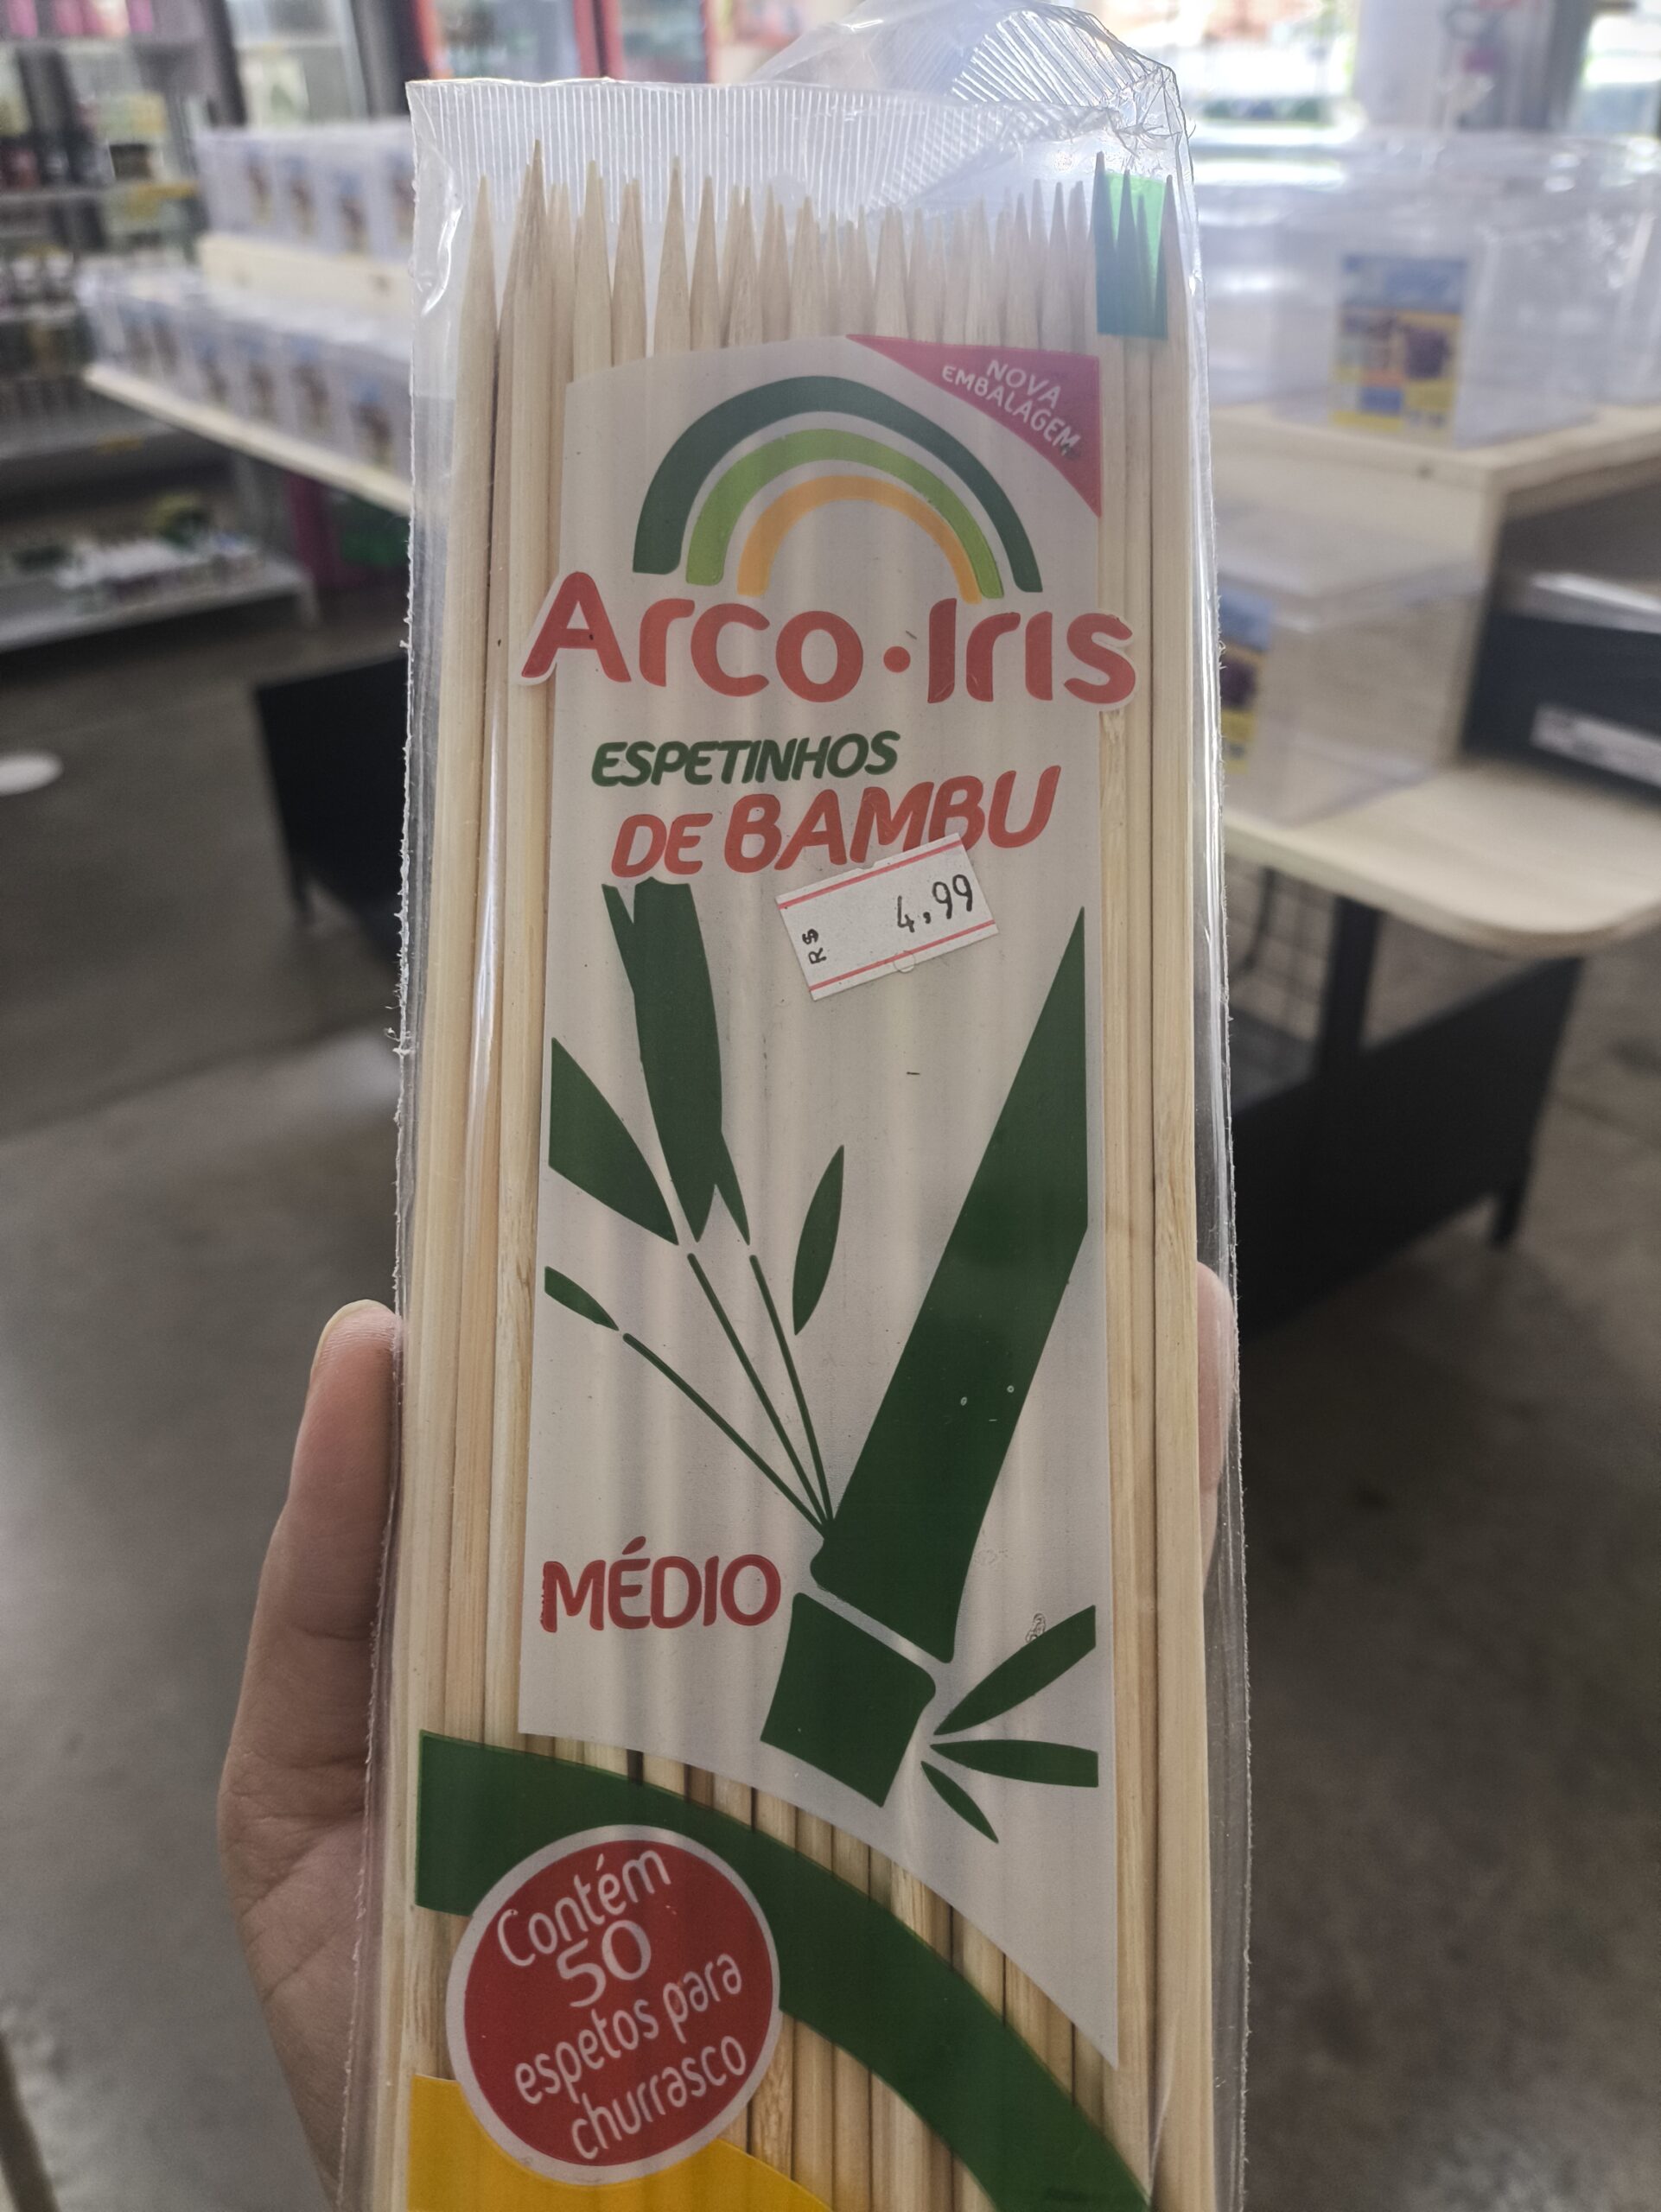 NOVA
EMBALAGEM
Arco•Iris
ESPETINHOS
DE BAMBU
R$ 4,99
MÉDIO
Contém
50
espetos para
churrasco